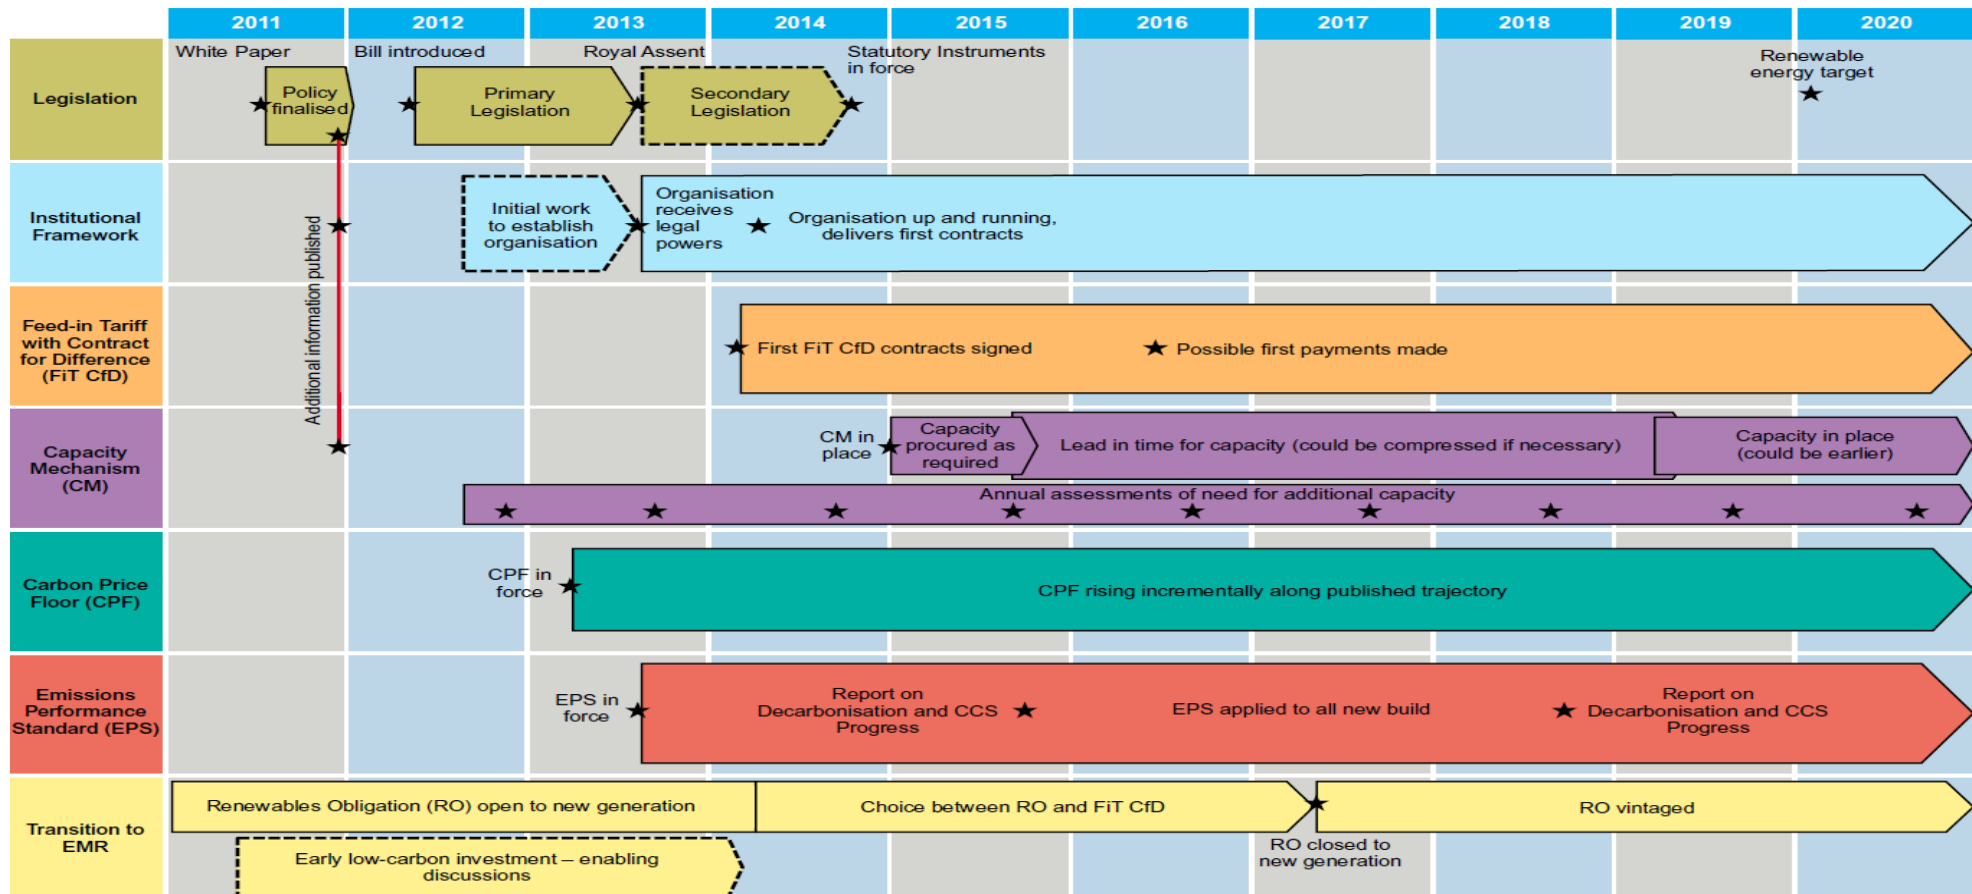 2011 2012 2013 2014 2015 2016 2017 2018 2019 2020
Legislation
White Paper
Bill introduced
Royal Assent
Statutory Instruments
in force
Renewable
energy target
Policy
finalised
Primary
Legislation
Secondary
Legislation
Additional information published
Institutional
Framework
Initial work
to establish
organisation
Organisation
receives
legal
powers
Organisation up and running,
delivers first contracts
Feed-in Tariff
with Contract
for Difference
(FiT CfD)
First FiT CfD contracts signed
Possible first payments made
Capacity
Mechanism
(CM)
CM in
place
Capacity
procured as
required
Lead in time for capacity (could be compressed if necessary)
Capacity in place
(could be earlier)
Annual assessments of need for additional capacity
Carbon Price
Floor (CPF)
CPF in
force
CPF rising incrementally along published trajectory
Emissions
Performance
Standard (EPS)
EPS in
force
Report on
Decarbonisation and CCS
Progress
EPS applied to all new build
Report on
Decarbonisation and CCS
Progress
Transition to
EMR
Renewables Obligation (RO) open to new generation
Choice between RO and FiT CfD
RO vintaged
RO closed to
new generation
Early low-carbon investment – enabling
discussions